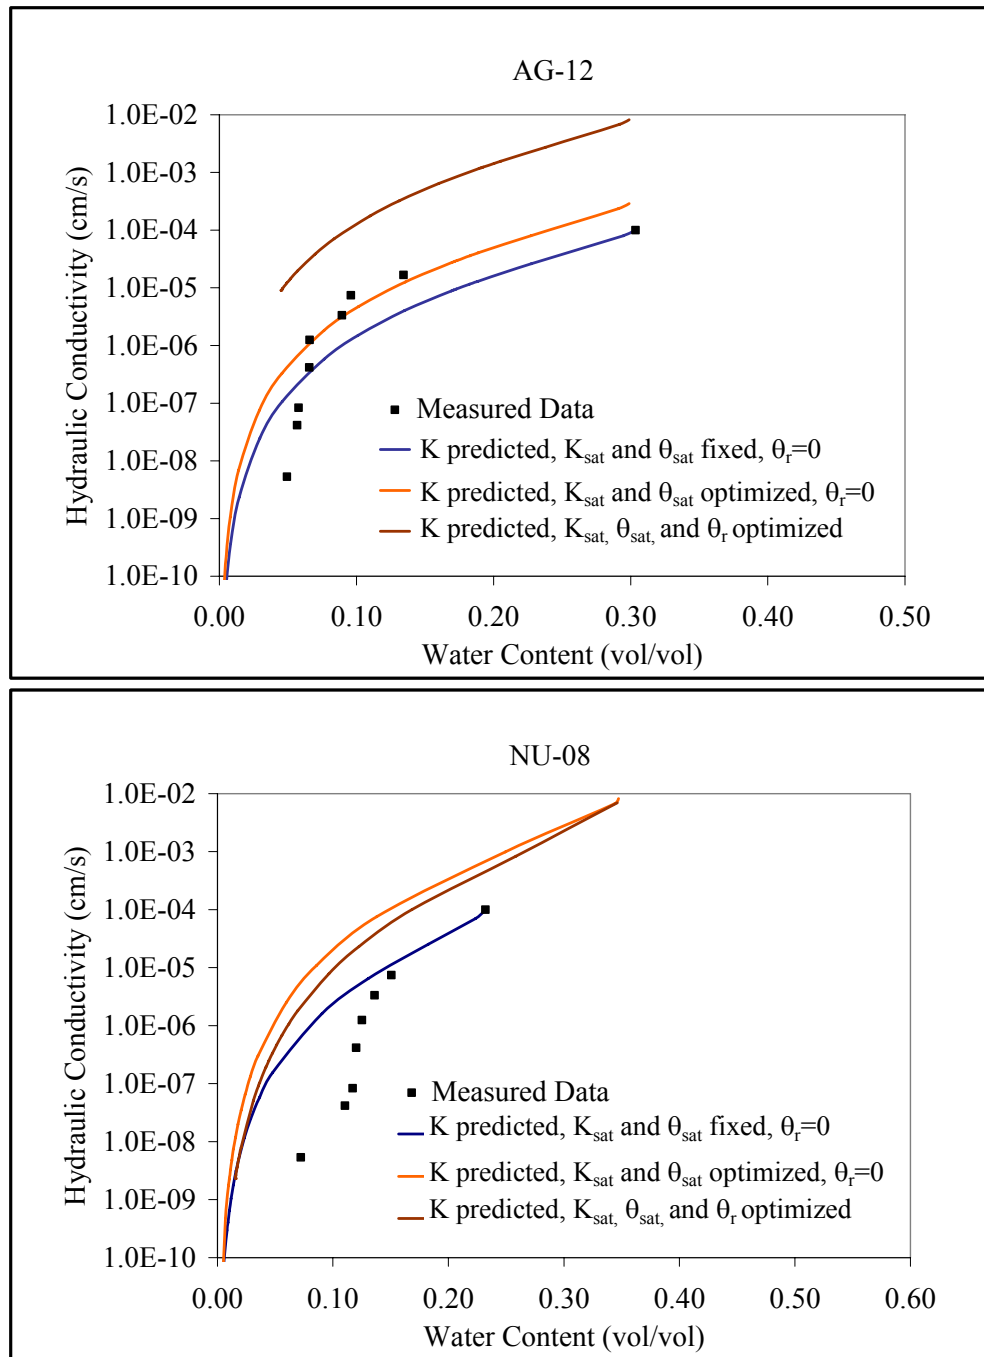 AG-12
Hydraulic Conductivity (cm/s)
1.0E-02
1.0E-03
1.0E-04
1.0E-05
1.0E-06
1.0E-07
1.0E-08
1.0E-09
1.0E-10
Measured Data
K predicted, Ksat and θsat fixed, θr=0
K predicted, Ksat and θsat optimized, θr=0
K predicted, Ksat, θsat, and θr optimized
0.00 0.10 0.20 0.30 0.40 0.50
Water Content (vol/vol)
NU-08
Hydraulic Conductivity (cm/s)
1.0E-02
1.0E-03
1.0E-04
1.0E-05
1.0E-06
1.0E-07
1.0E-08
1.0E-09
1.0E-10
Measured Data
K predicted, Ksat and θsat fixed, θr=0
K predicted, Ksat and θsat optimized, θr=0
K predicted, Ksat, θsat, and θr optimized
0.00 0.10 0.20 0.30 0.40 0.50 0.60
Water Content (vol/vol)